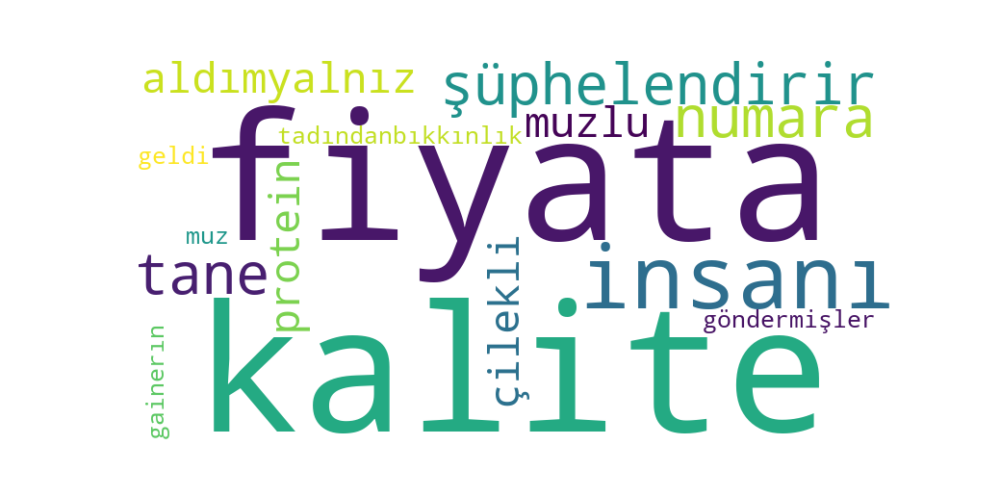 aldımyalnız
şüphelendirir
fiyata
muzlu
numara
tadındanbıkkınlık
geldi
protein
muz
tane
çilekli
insanı
kalite
göndermişler
gainerın